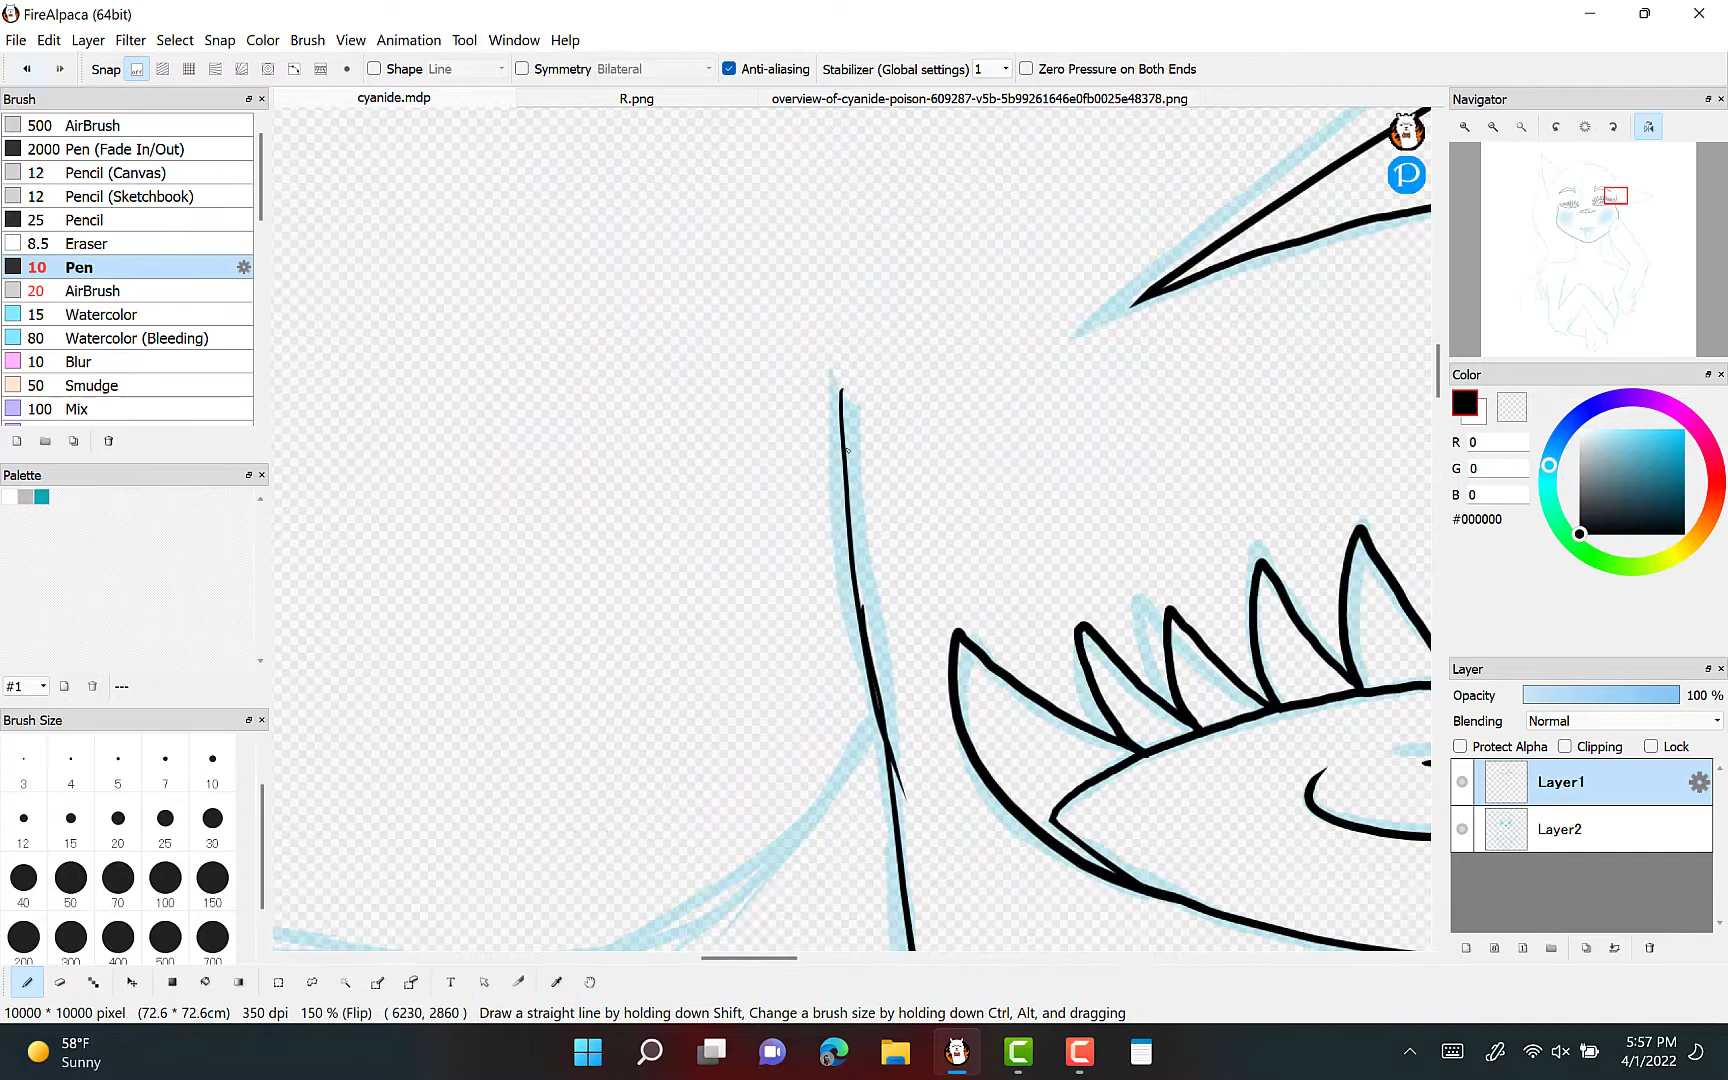 FireAlpaca (64bit)
File Edit Layer Filter Select Snap Color Brush View Animation Tool Window Help
Snap off Shape Line Symmetry Bilateral Anti-aliasing Stabilizer (Global settings) 1 Zero Pressure on Both Ends
Brush
cyanide.mdp R.png overview-of-cyanide-poison-609287-v5b-5b99261646e0fb0025e48378.png
Navigator
500 AirBrush
2000 Pen (Fade In/Out)
12 Pencil (Canvas)
12 Pencil (Sketchbook)
25 Pencil
8.5 Eraser
10 Pen
20 AirBrush
15 Watercolor
80 Watercolor (Bleeding)
10 Blur
50 Smudge
100 Mix
P
Color
R 0
G 0
B 0
#000000
Palette
#1 ---
Layer
Opacity 100 %
Blending Normal
Protect Alpha Clipping Lock
Layer1
Layer2
Brush Size
3 4 5 7 10
12 15 20 25 30
40 50 70 100 150
200 300 400 500 700
T
10000 * 10000 pixel (72.6 * 72.6cm) 350 dpi 150 % (Flip) ( 6230, 2860 ) Draw a straight line by holding down Shift, Change a brush size by holding down Ctrl, Alt, and dragging
58°F
Sunny
5:57 PM
4/1/2022